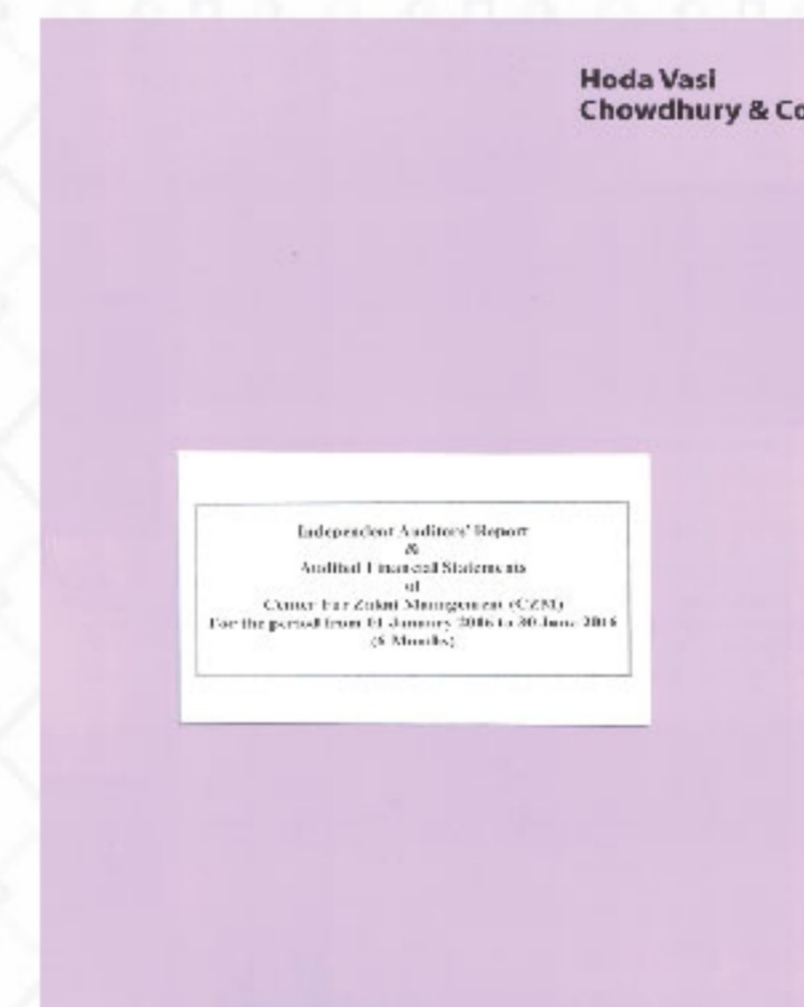 Hoda Vasi
Chowdhury & Co
Independent Auditors' Report
&
Audited Financial Statements
of
Center For Zakat Management (CZM)
For the period from 01 January 2016 to 30 June 2016
(6 Months)